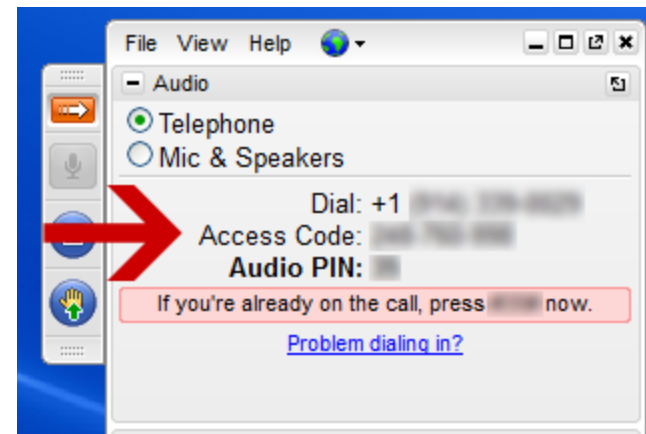 File View Help
Audio
Telephone
Mic & Speakers
Dial: +1
Access Code:
Audio PIN:
If you're already on the call, press now.
Problem dialing in?